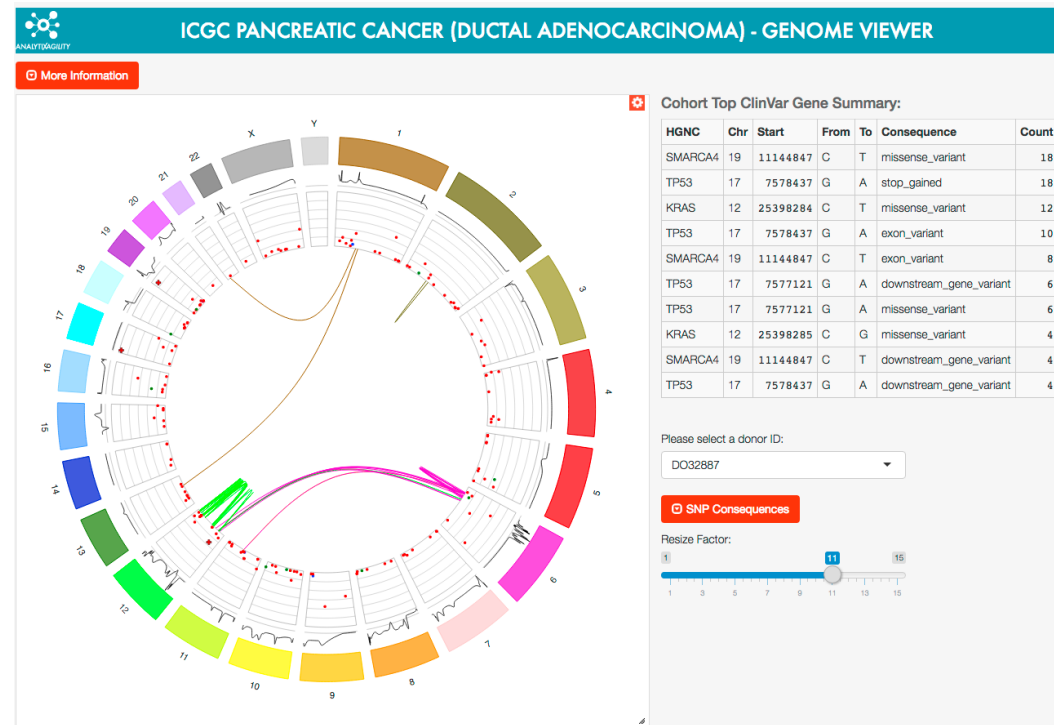 ANALYTIXAGILITY
ICGC PANCREATIC CANCER (DUCTAL ADENOCARCINOMA) - GENOME VIEWER
More Information
X
Y
1
2
3
4
5
6
7
8
9
10
11
12
13
14
15
16
17
18
19
20
21
22
Cohort Top ClinVar Gene Summary:
HGNC Chr Start From To Consequence Count
SMARCA4 19 11144847 C T missense_variant 18
TP53 17 7578437 G A stop_gained 18
KRAS 12 25398284 C T missense_variant 12
TP53 17 7578437 G A exon_variant 10
SMARCA4 19 11144847 C T exon_variant 8
TP53 17 7577121 G A downstream_gene_variant 6
TP53 17 7577121 G A missense_variant 6
KRAS 12 25398285 C G missense_variant 4
SMARCA4 19 11144847 C T downstream_gene_variant 4
TP53 17 7578437 G A downstream_gene_variant 4
Please select a donor ID:
DO32887
SNP Consequences
Resize Factor:
1 11 15
1 3 5 7 9 11 13 15